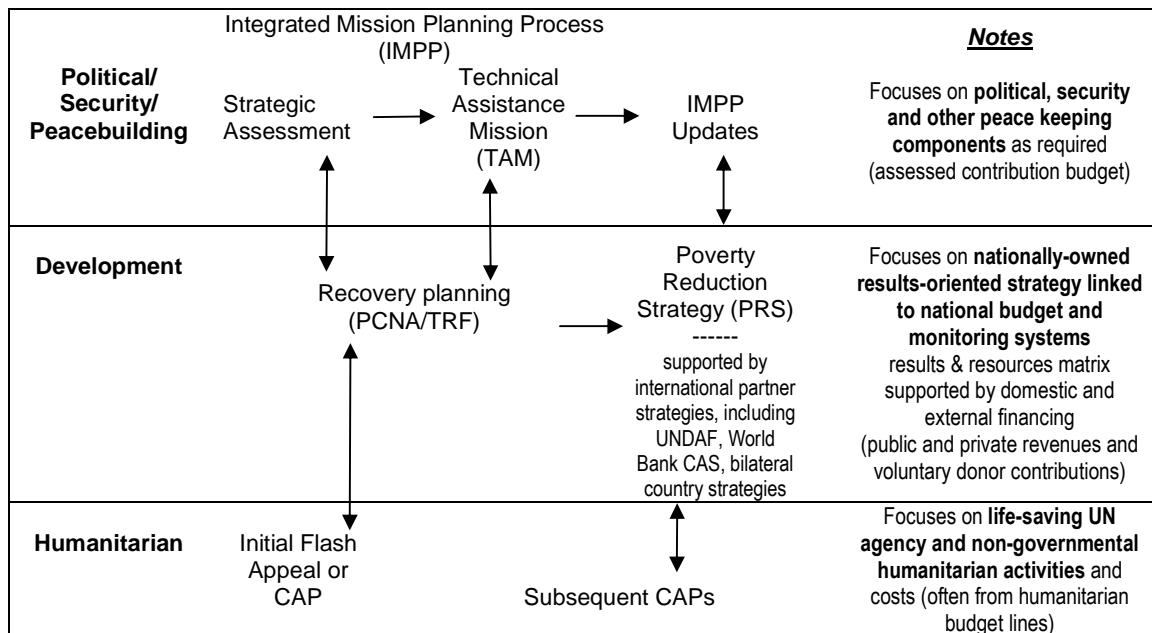 Integrated Mission Planning Process
(IMPP)
Political/
Security/
Peacebuilding
Strategic
Assessment
Technical
Assistance
Mission
(TAM)
IMPP
Updates
Notes
Focuses on political, security
and other peace keeping
components as required
(assessed contribution budget)
Development
Recovery planning
(PCNA/TRF)
Poverty
Reduction
Strategy (PRS)
------
supported by
international partner
strategies, including
UNDAF, World
Bank CAS, bilateral
country strategies
Focuses on nationally-owned
results-oriented strategy linked
to national budget and
monitoring systems
results & resources matrix
supported by domestic and
external financing
(public and private revenues and
voluntary donor contributions)
Humanitarian
Initial Flash
Appeal or
CAP
Subsequent CAPs
Focuses on life-saving UN
agency and non-governmental
humanitarian activities and
costs (often from humanitarian
budget lines)